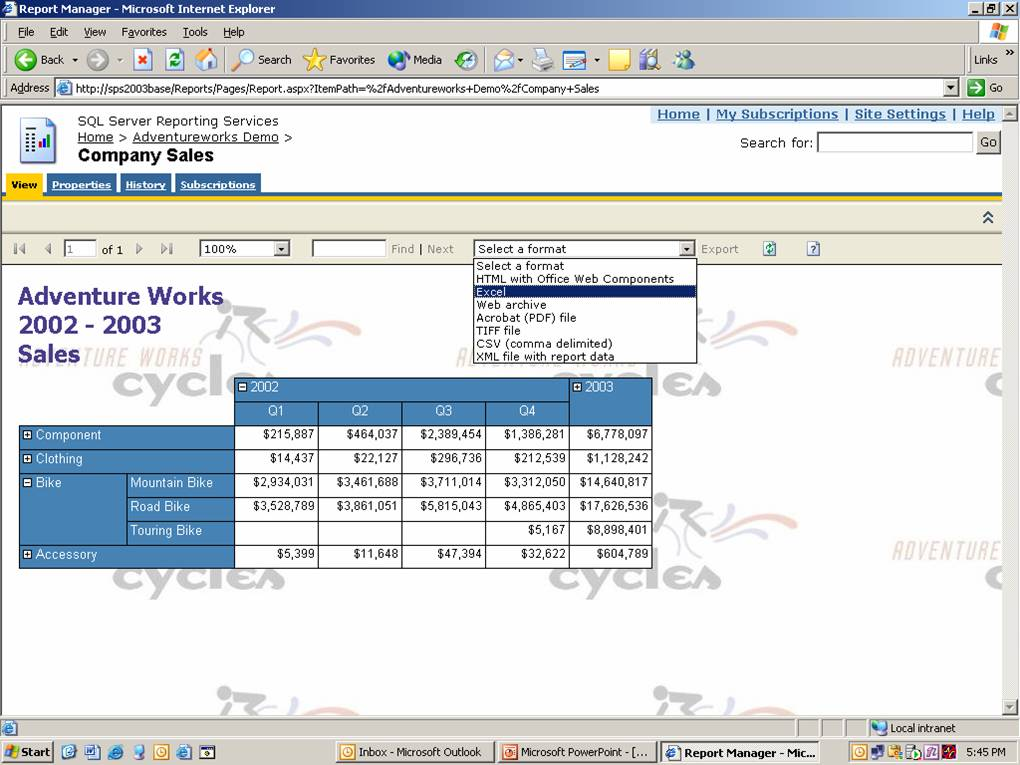 Report Manager - Microsoft Internet Explorer
File Edit View Favorites Tools Help
Back Search Favorites Media Links »
Address http://sps2003base/Reports/Pages/Report.aspx?ItemPath=%2fAdventureworks+Demo%2fCompany+Sales Go
SQL Server Reporting Services Home | My Subscriptions | Site Settings | Help
Home > Adventureworks Demo >
Company Sales Search for: Go
View Properties History Subscriptions
1 of 1 100% Find | Next Select a format Export
Select a format
HTML with Office Web Components
Excel
Web archive
Acrobat (PDF) file
TIFF file
CSV (comma delimited)
XML file with report data
Adventure Works
2002 - 2003
Sales
2002 2003
Q1 Q2 Q3 Q4
Component $215,887 $464,037 $2,389,454 $1,386,281 $6,778,097
Clothing $14,437 $22,127 $296,736 $212,539 $1,128,242
Bike Mountain Bike $2,934,031 $3,461,688 $3,711,014 $3,312,050 $14,640,817
Road Bike $3,528,789 $3,861,051 $5,815,043 $4,865,403 $17,626,536
Touring Bike $5,167 $8,898,401
Accessory $5,399 $11,648 $47,394 $32,622 $604,789
WORKS
cycles
ADVENTURE
ADVENTURE
cycles
cycles
Local intranet
Start Inbox - Microsoft Outlook Microsoft PowerPoint - [... Report Manager - Mic... 5:45 PM